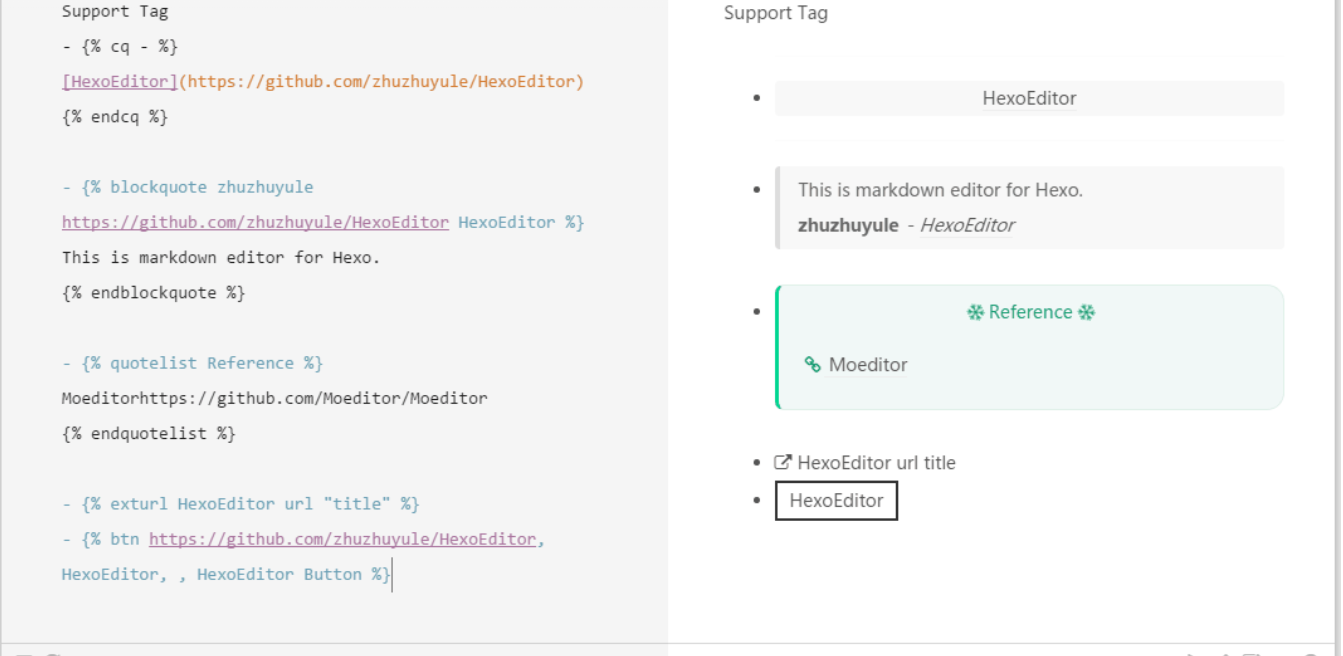 Support Tag
- {% cq - %}
[HexoEditor](https://github.com/zhuzhuyule/HexoEditor)
{% endcq %}
- {% blockquote zhuzhuyule
https://github.com/zhuzhuyule/HexoEditor HexoEditor %}
This is markdown editor for Hexo.
{% endblockquote %}
- {% quotelist Reference %}
Moeditorhttps://github.com/Moeditor/Moeditor
{% endquotelist %}
- {% exturl HexoEditor url "title" %}
- {% btn https://github.com/zhuzhuyule/HexoEditor,
HexoEditor, , HexoEditor Button %}
Support Tag
HexoEditor
This is markdown editor for Hexo.
zhuzhuyule - HexoEditor
Reference
Moeditor
HexoEditor url title
HexoEditor